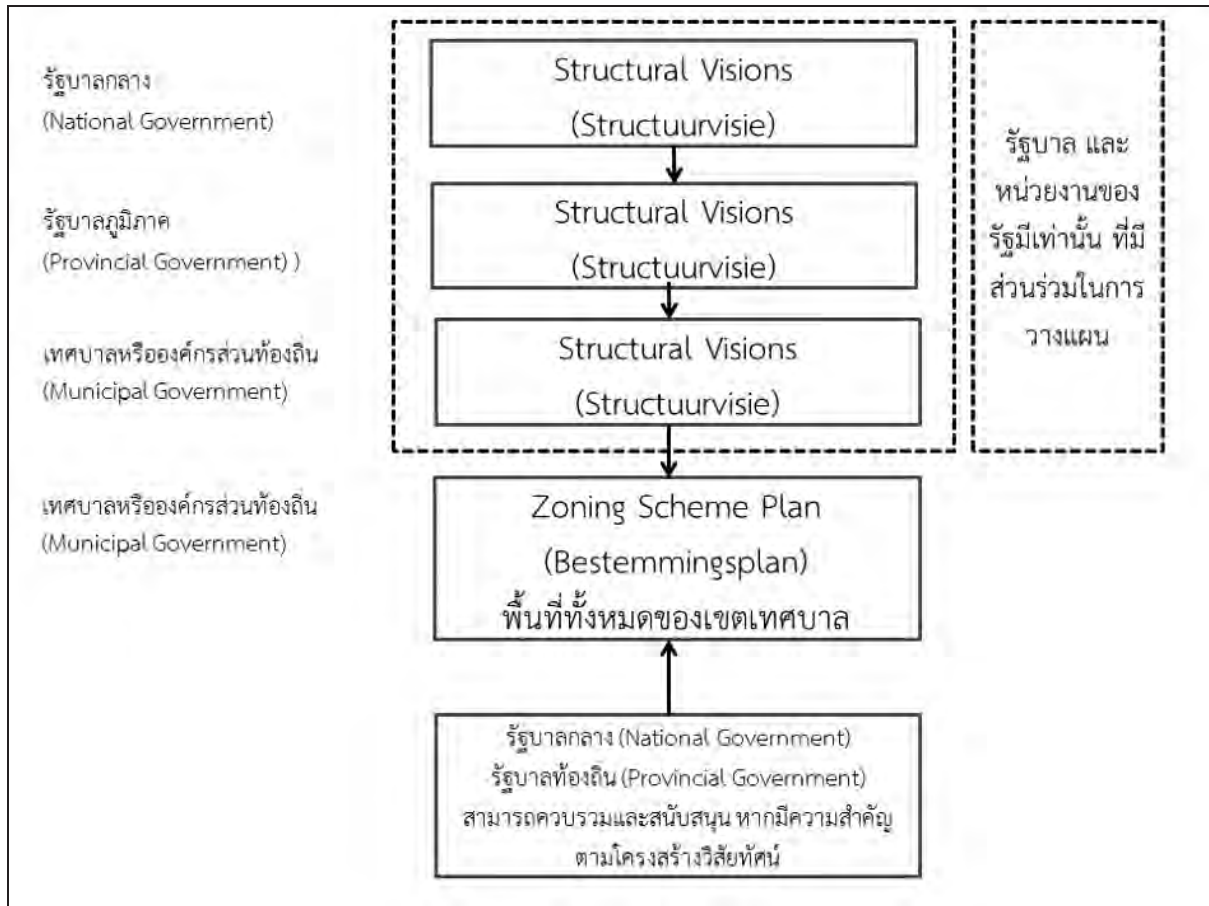 รัฐบาลกลาง
(National Government)
Structural Visions
(Structuurvisie)
รัฐบาลภูมิภาค
(Provincial Government) )
Structural Visions
(Structuurvisie)
เทศบาลหรือองค์กรส่วนท้องถิ่น
(Municipal Government)
Structural Visions
(Structuurvisie)
รัฐบาล และ
หน่วยงานของ
รัฐมีเท่านั้น ที่มี
ส่วนร่วมในการ
วางแผน
เทศบาลหรือองค์กรส่วนท้องถิ่น
(Municipal Government)
Zoning Scheme Plan
(Bestemmingsplan)
พื้นที่ทั้งหมดของเขตเทศบาล
รัฐบาลกลาง (National Government)
รัฐบาลท้องถิ่น (Provincial Government)
สามารถควบรวมและสนับสนุน หากมีความสำคัญ
ตามโครงสร้างวิสัยทัศน์